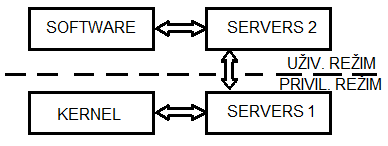 SOFTWARE
SERVERS 2
UŽIV. REŽIM
PRIVIL. REŽIM
KERNEL
SERVERS 1